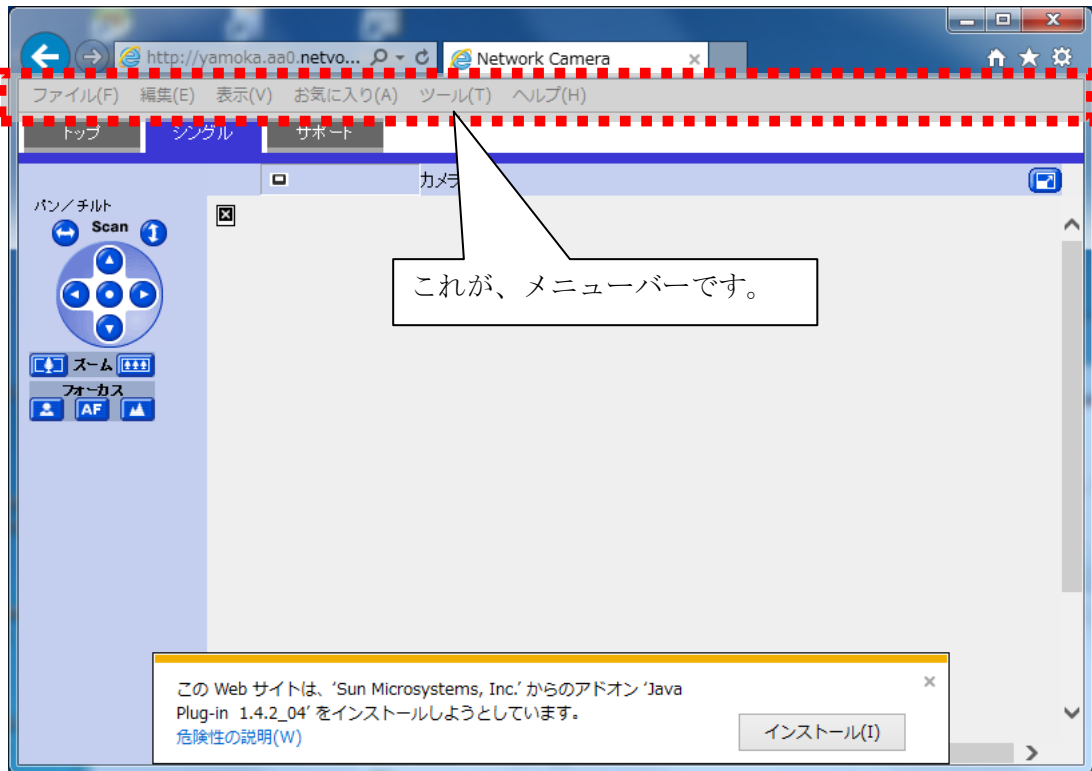 http://yamoka.aa0.netvo...
Network Camera
ファイル(F) 編集(E) 表示(V) お気に入り(A) ツール(T) ヘルプ(H)
トップ シングル サポート
カメラ
パン／チルト
Scan
これが、メニューバーです。
ズーム
フォーカス
AF
この Web サイトは、‘Sun Microsystems, Inc.’ からのアドオン ‘Java
Plug-in 1.4.2_04’ をインストールしようとしています。
危険性の説明(W)
インストール(I)